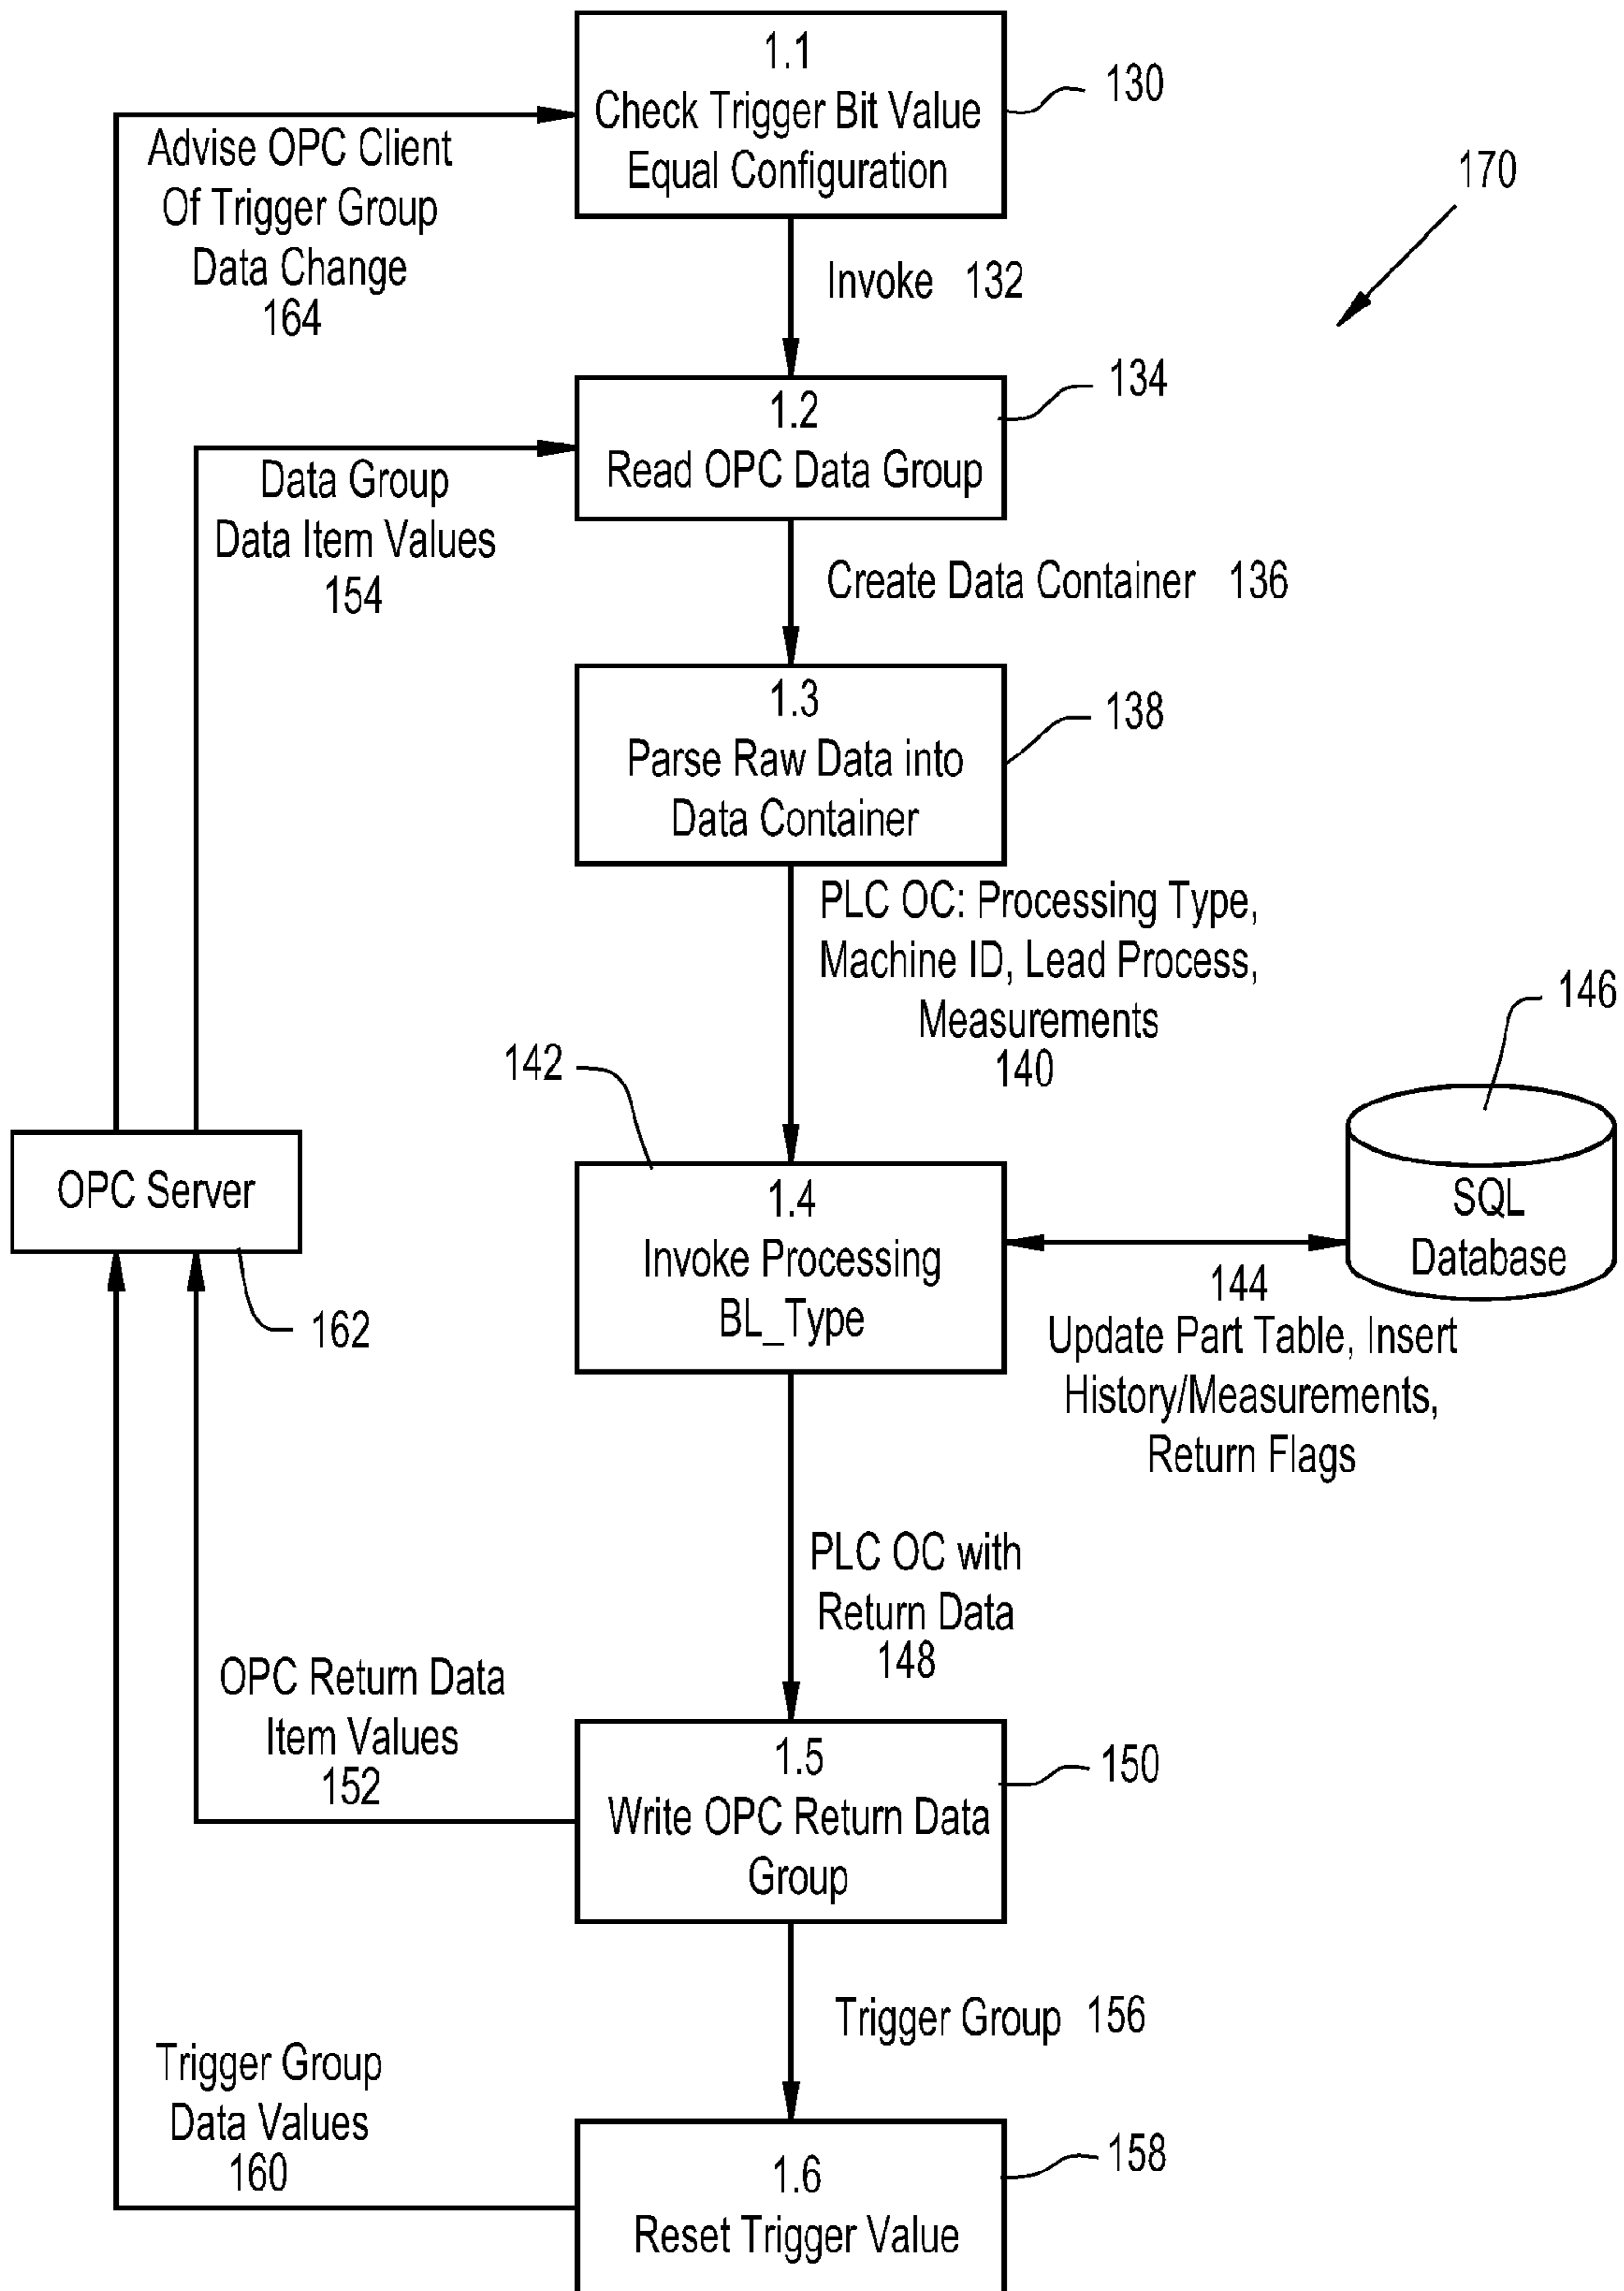 1.1
Check Trigger Bit Value
Equal Configuration
130
Advise OPC Client
Of Trigger Group
Data Change
164
170
Invoke 132
1.2
Read OPC Data Group
134
Data Group
Data Item Values
154
Create Data Container 136
1.3
Parse Raw Data into
Data Container
138
PLC OC: Processing Type,
Machine ID, Lead Process,
Measurements
140
142
146
OPC Server
162
1.4
Invoke Processing
BL_Type
SQL
Database
144
Update Part Table, Insert
History/Measurements,
Return Flags
PLC OC with
Return Data
148
OPC Return Data
Item Values
152
1.5
Write OPC Return Data
Group
150
Trigger Group 156
Trigger Group
Data Values
160
1.6
Reset Trigger Value
158